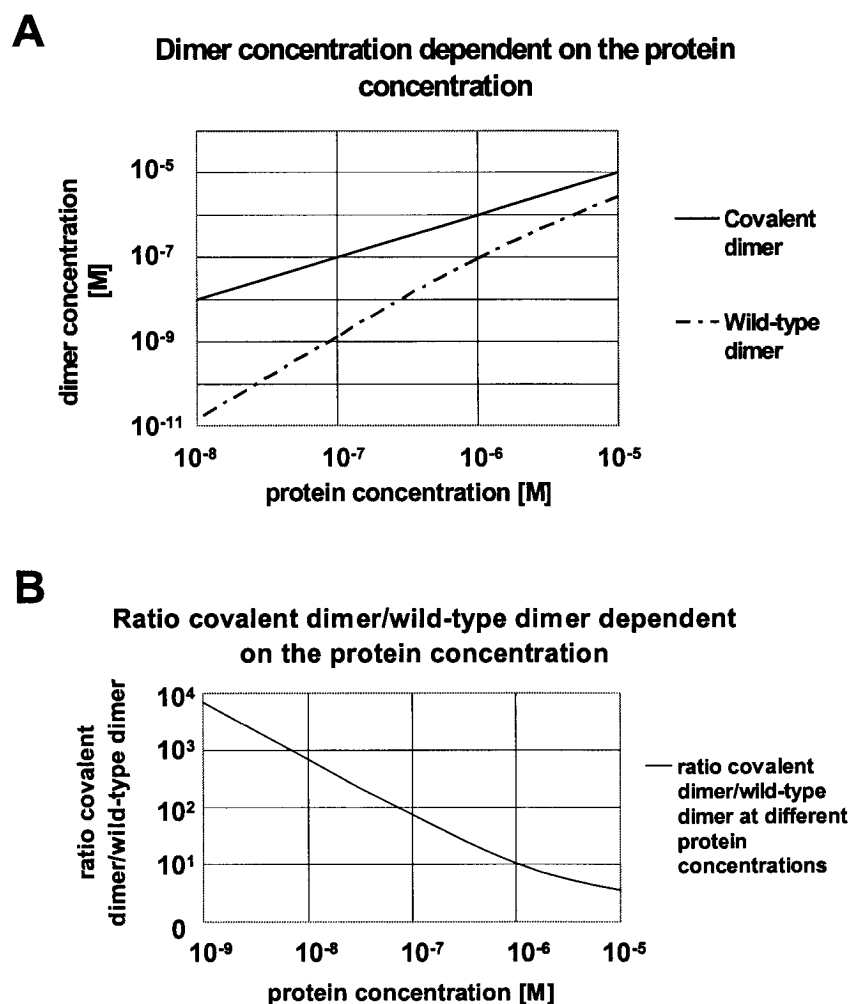 A
Dimer concentration dependent on the protein
concentration
dimer concentration
[M]
10⁻⁵
10⁻⁷
10⁻⁹
10⁻¹¹
10⁻⁸
10⁻⁷
10⁻⁶
10⁻⁵
protein concentration [M]
Covalent
dimer
Wild-type
dimer
B
Ratio covalent dimer/wild-type dimer dependent
on the protein concentration
ratio covalent
dimer/wild-type dimer
10⁴
10³
10²
10¹
0
10⁻⁹
10⁻⁸
10⁻⁷
10⁻⁶
10⁻⁵
protein concentration [M]
ratio covalent
dimer/wild-type
dimer at different
protein
concentrations